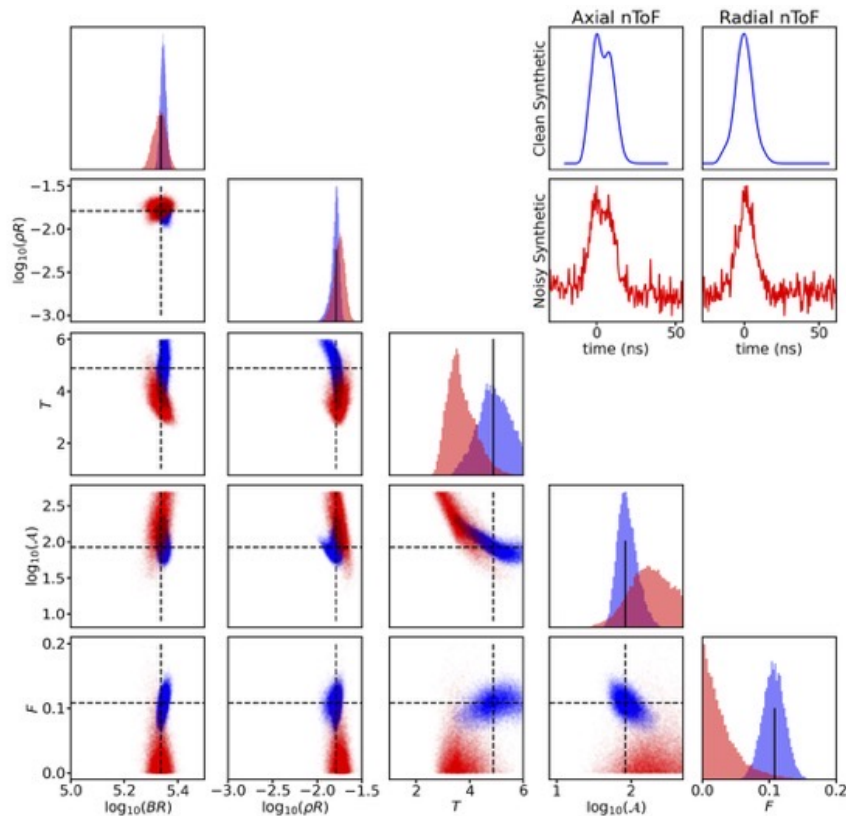 Axial nToF
Radial nToF
Clean Synthetic
−1.5
−2.0
−2.5
−3.0
log₁₀(ρR)
Noisy Synthetic
0
50
0
50
time (ns)
time (ns)
6
4
2
T
2.5
2.0
1.5
1.0
log₁₀(𝒜)
0.2
0.1
0.0
F
5.0
5.2
5.4
−3.0
−2.5
−2.0
−1.5
2
4
6
1
2
0.0
0.1
0.2
log₁₀(BR)
log₁₀(ρR)
T
log₁₀(𝒜)
F